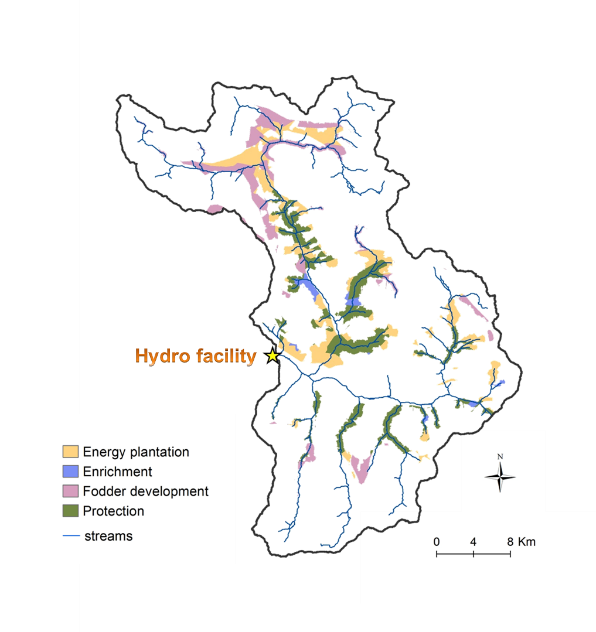 Hydro facility
Energy plantation
Enrichment
Fodder development
Protection
streams
N
0 4 8 Km